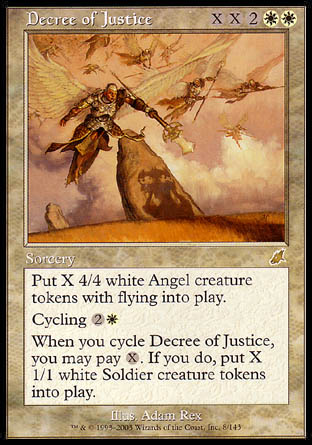 Decree of Justice X X 2
Sorcery
Put X 4/4 white Angel creature
tokens with flying into play.
Cycling 2
When you cycle Decree of Justice,
you may pay X. If you do, put X
1/1 white Soldier creature tokens
into play.
Illus. Adam Rex
™ & © 1993-2003 Wizards of the Coast, Inc. 8/143